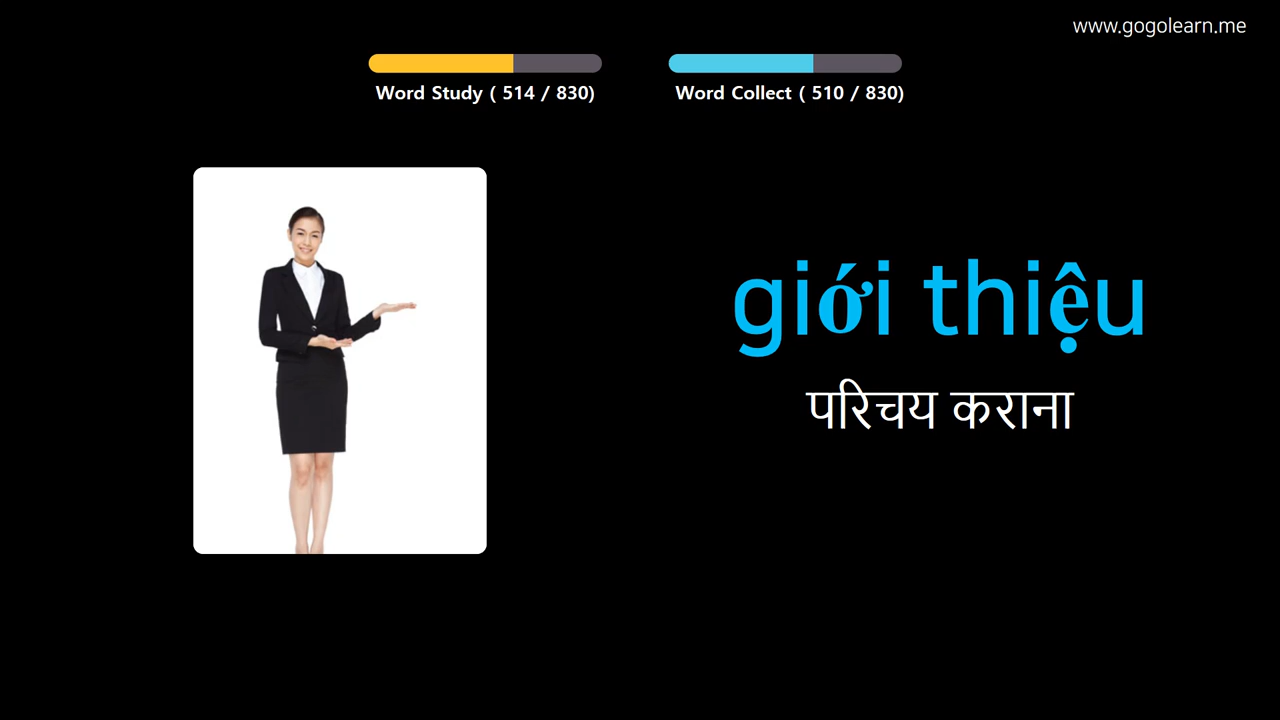 www.gogolearn.me
Word Study ( 514 / 830)
Word Collect ( 510 / 830)
giới thiệu
परिचय कराना